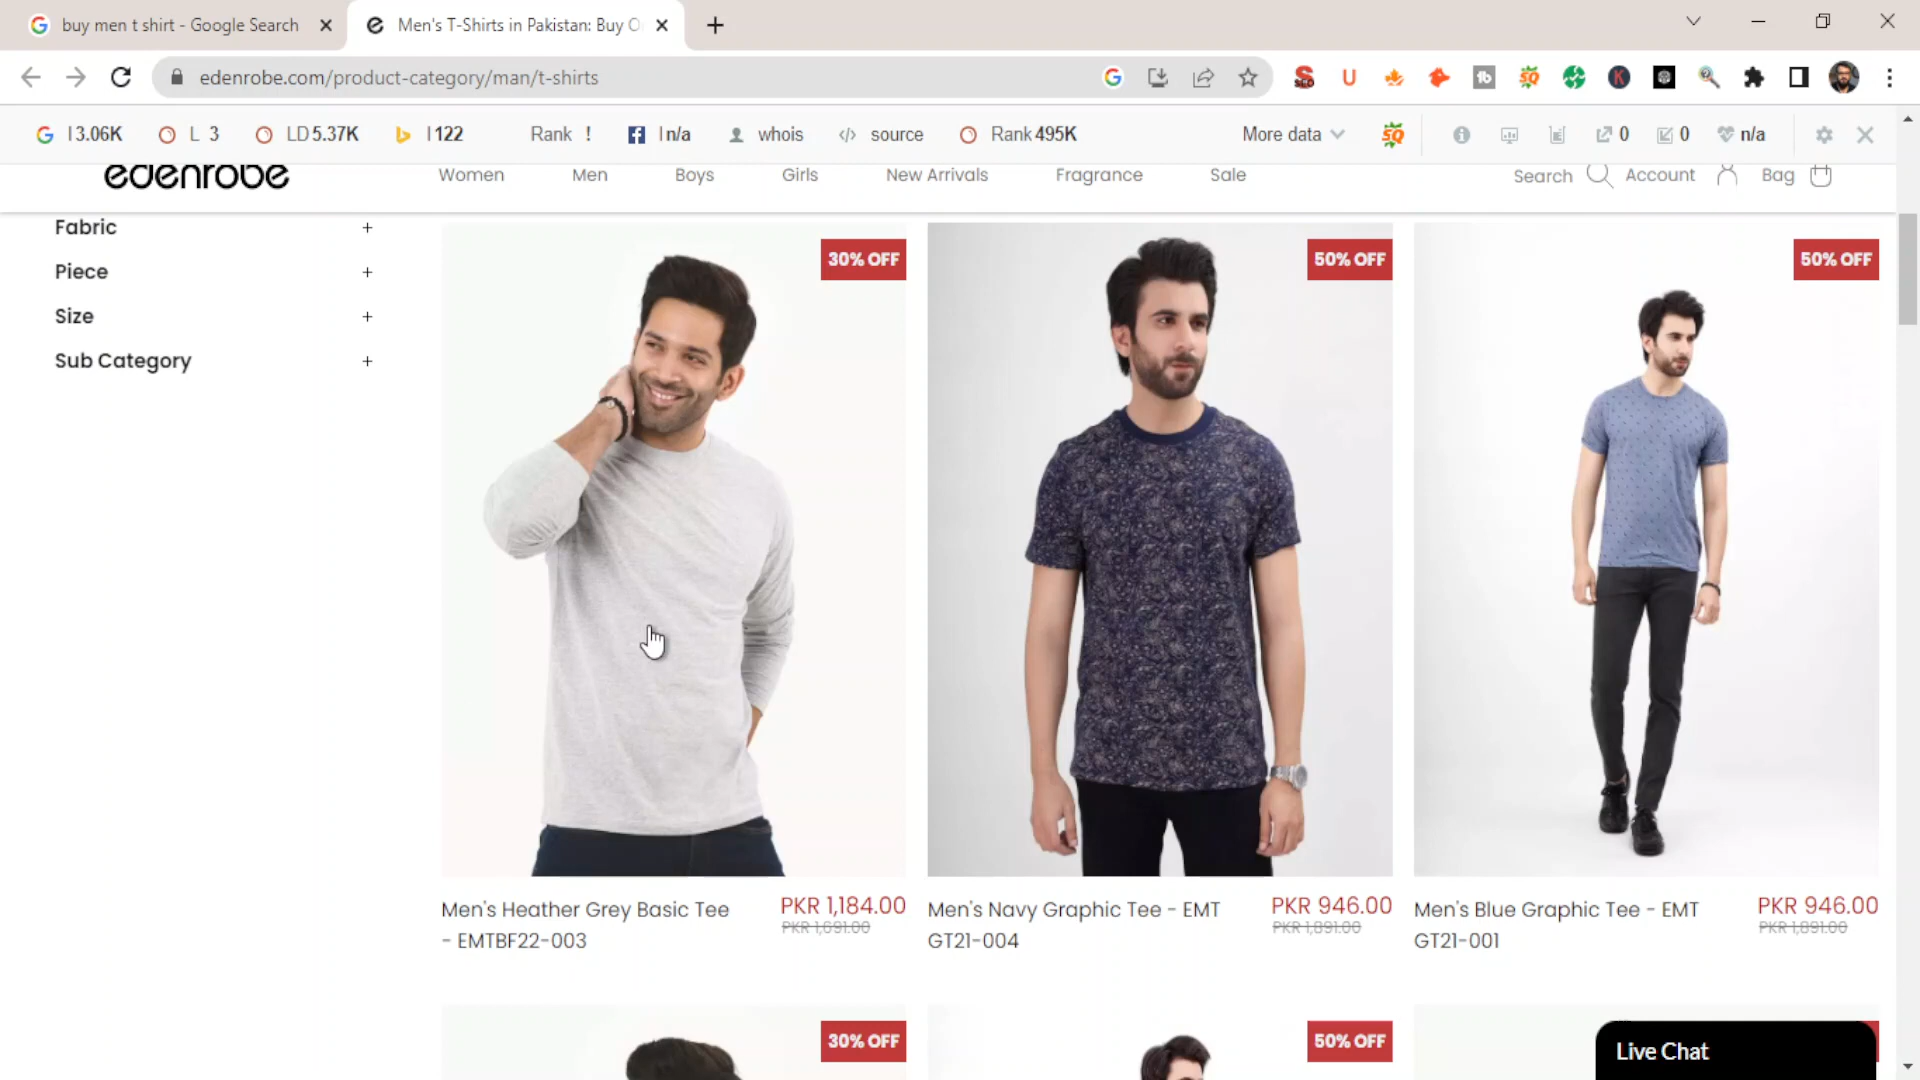 buy men t shirt - Google Search
Men's T-Shirts in Pakistan: Buy O
edenrobe.com/product-category/man/t-shirts
I 3.06K L 3 LD 5.37K I 122 Rank ! I n/a whois source Rank 495K More data 0 0 n/a
edenrobe Women Men Boys Girls New Arrivals Fragrance Sale Search Account Bag
Fabric +
Piece +
Size +
Sub Category +
30% OFF
50% OFF
50% OFF
Men's Heather Grey Basic Tee
- EMTBF22-003
PKR 1,184.00
PKR 1,691.00
Men's Navy Graphic Tee - EMT
GT21-004
PKR 946.00
PKR 1,891.00
Men's Blue Graphic Tee - EMT
GT21-001
PKR 946.00
PKR 1,891.00
30% OFF
50% OFF
Live Chat